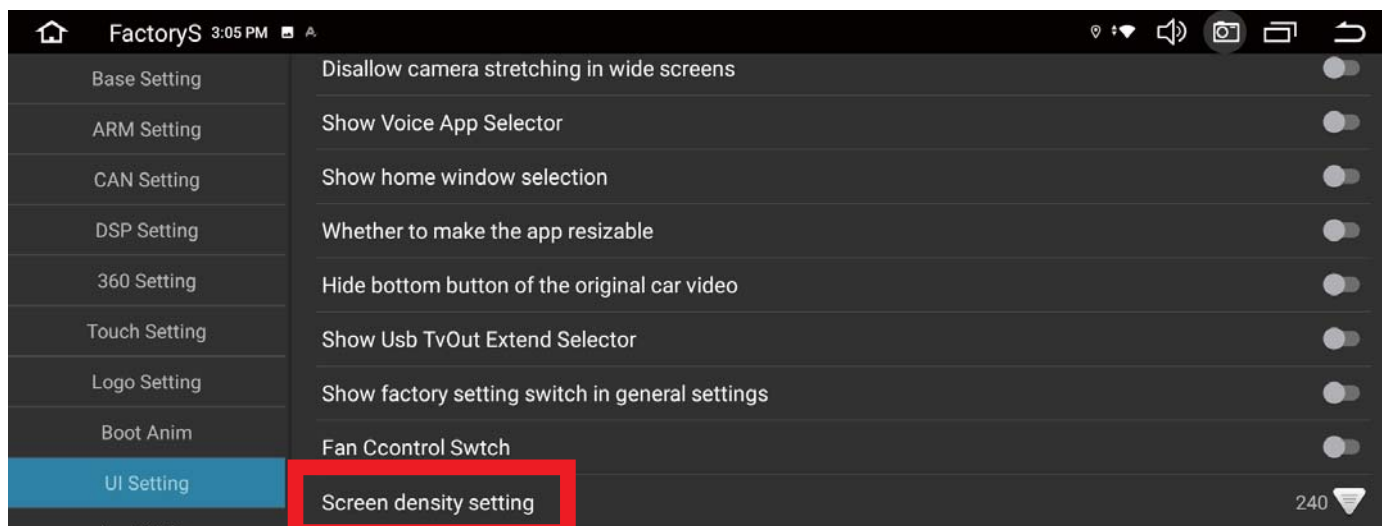 FactoryS 3:05 PM
Base Setting
ARM Setting
CAN Setting
DSP Setting
360 Setting
Touch Setting
Logo Setting
Boot Anim
UI Setting
Disallow camera stretching in wide screens
Show Voice App Selector
Show home window selection
Whether to make the app resizable
Hide bottom button of the original car video
Show Usb TvOut Extend Selector
Show factory setting switch in general settings
Fan Ccontrol Swtch
Screen density setting 240